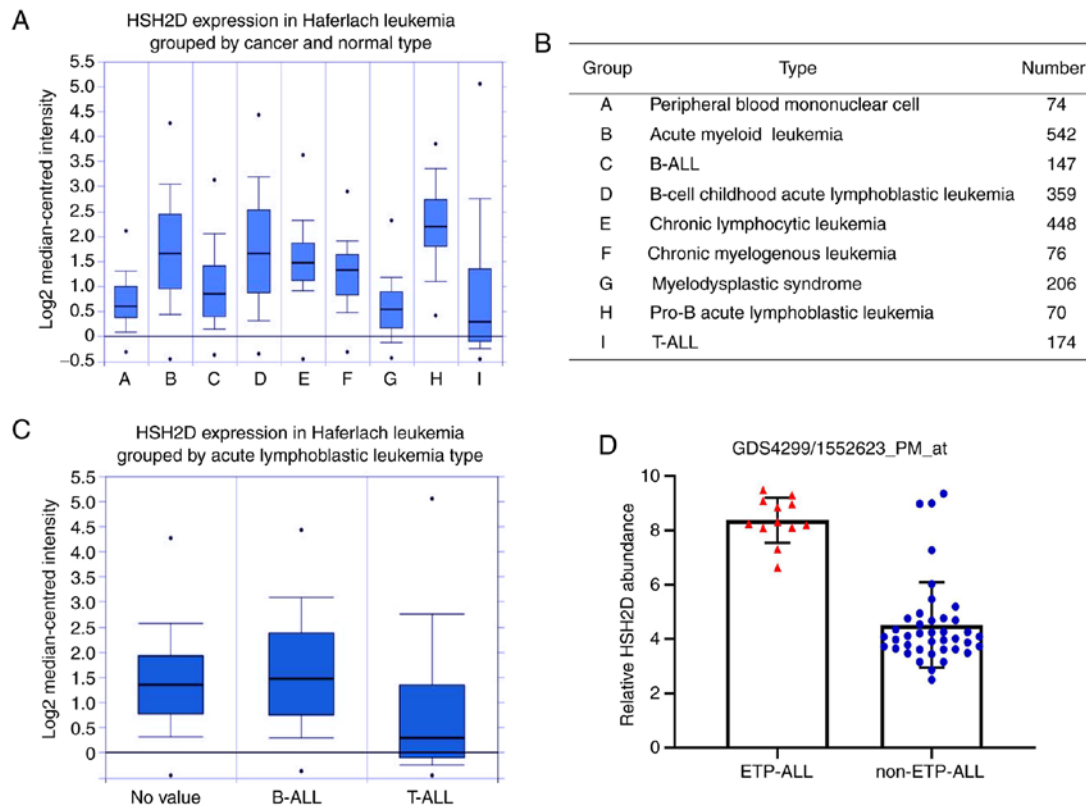 A
HSH2D expression in Haferlach leukemia
grouped by cancer and normal type
Log2 median-centred intensity
5.5
5.0
4.5
4.0
3.5
3.0
2.5
2.0
1.5
1.0
0.5
0
−0.5
A B C D E F G H I
B
Group Type Number
A Peripheral blood mononuclear cell 74
B Acute myeloid leukemia 542
C B-ALL 147
D B-cell childhood acute lymphoblastic leukemia 359
E Chronic lymphocytic leukemia 448
F Chronic myelogenous leukemia 76
G Myelodysplastic syndrome 206
H Pro-B acute lymphoblastic leukemia 70
I T-ALL 174
C
HSH2D expression in Haferlach leukemia
grouped by acute lymphoblastic leukemia type
Log2 median-centred intensity
5.5
5.0
4.5
4.0
3.5
3.0
2.5
2.0
1.5
1.0
0.5
0
No value B-ALL T-ALL
D
GDS4299/1552623_PM_at
Relative HSH2D abundance
10
8
6
4
2
0
ETP-ALL non-ETP-ALL